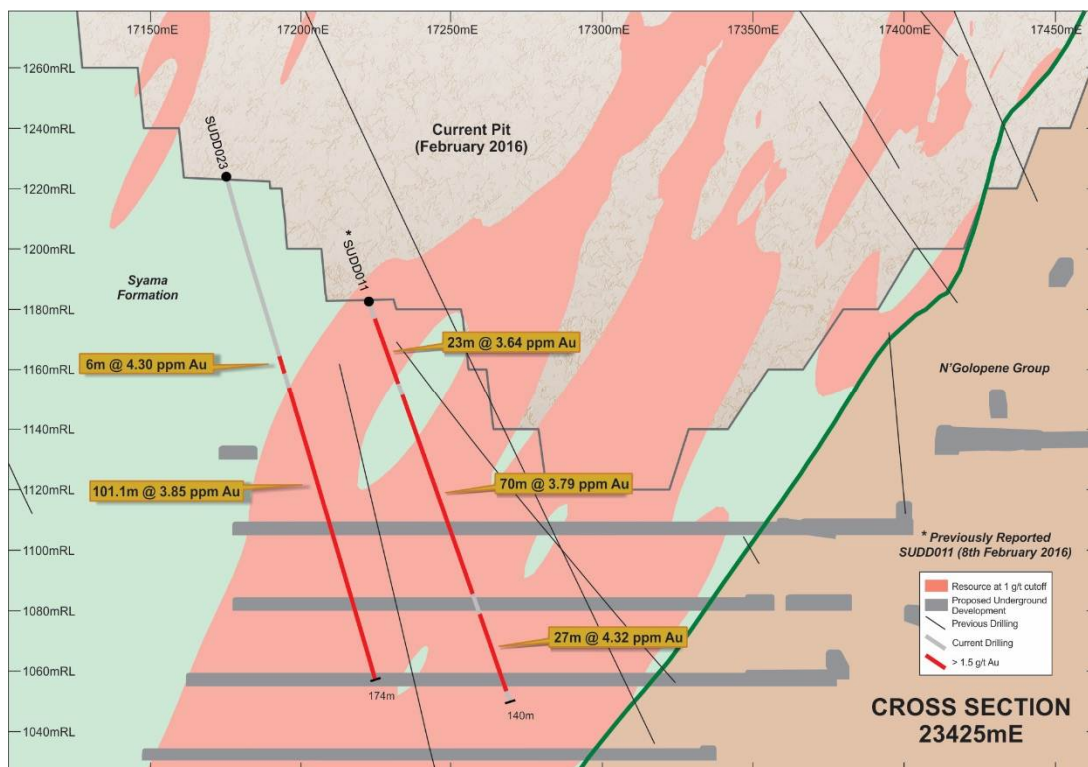 17150mE
17200mE
17250mE
17300mE
17350mE
17400mE
17450mE
1260mRL
1240mRL
1220mRL
1200mRL
1180mRL
1160mRL
1140mRL
1120mRL
1100mRL
1080mRL
1060mRL
1040mRL
SUDD023
Current Pit
(February 2016)
* SUDD011
Syama
Formation
23m @ 3.64 ppm Au
6m @ 4.30 ppm Au
N'Golopene Group
101.1m @ 3.85 ppm Au
70m @ 3.79 ppm Au
* Previously Reported
SUDD011 (8th February 2016)
Resource at 1 g/t cutoff
Proposed Underground
Development
Previous Drilling
Current Drilling
> 1.5 g/t Au
27m @ 4.32 ppm Au
174m
140m
CROSS SECTION
23425mE